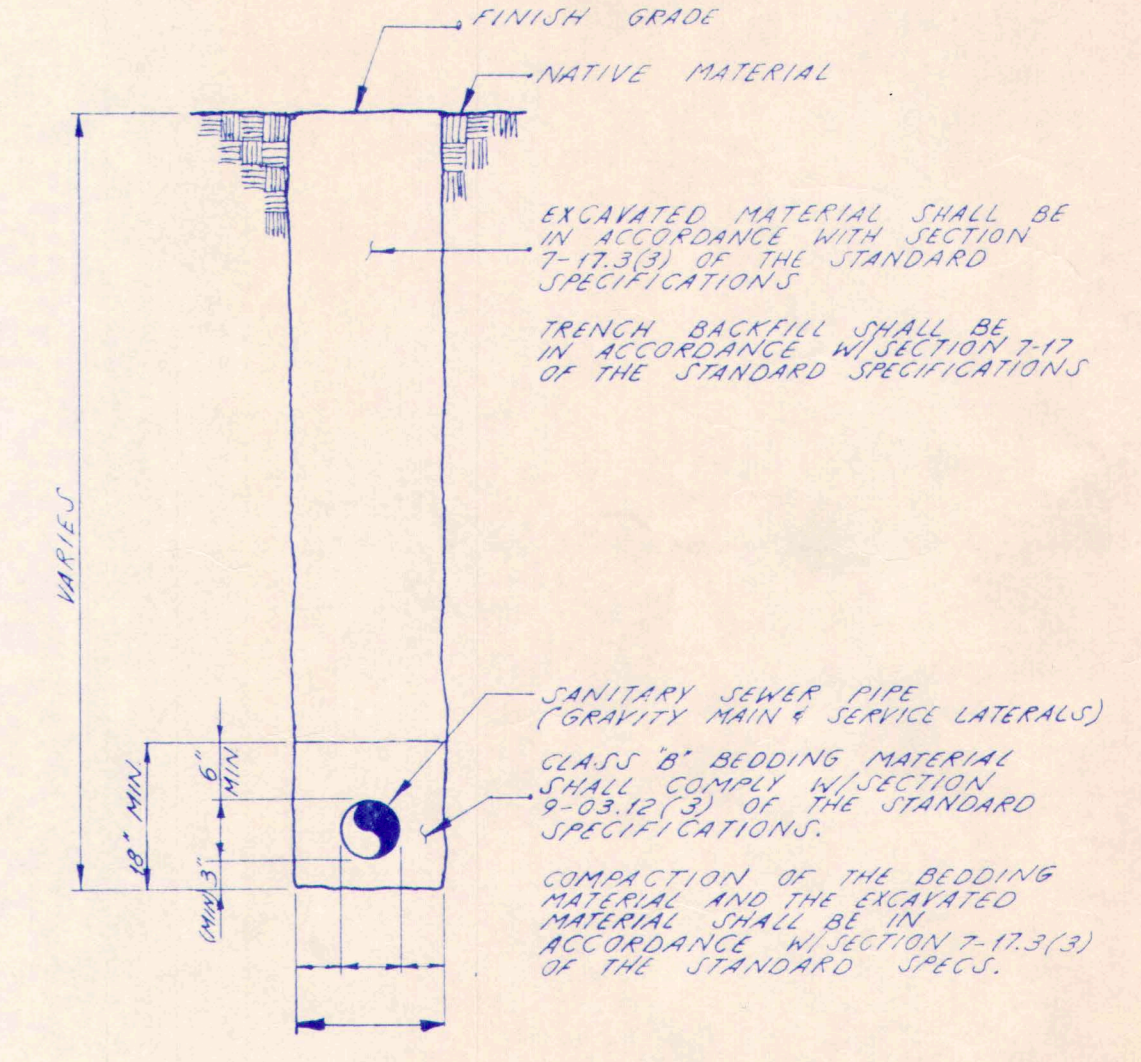 FINISH GRADE
NATIVE MATERIAL
EXCAVATED MATERIAL SHALL BE
IN ACCORDANCE WITH SECTION
7-17.3(3) OF THE STANDARD
SPECIFICATIONS
TRENCH BACKFILL SHALL BE
IN ACCORDANCE W/SECTION 7-17
OF THE STANDARD SPECIFICATIONS
VARIES
SANITARY SEWER PIPE
(GRAVITY MAIN & SERVICE LATERALS)
18" MIN.
6"
MIN
(MIN) 3"
CLASS "B" BEDDING MATERIAL
SHALL COMPLY W/SECTION
9-03.12(3) OF THE STANDARD
SPECIFICATIONS.
COMPACTION OF THE BEDDING
MATERIAL AND THE EXCAVATED
MATERIAL SHALL BE IN
ACCORDANCE W/SECTION 7-17.3(3)
OF THE STANDARD SPECS.